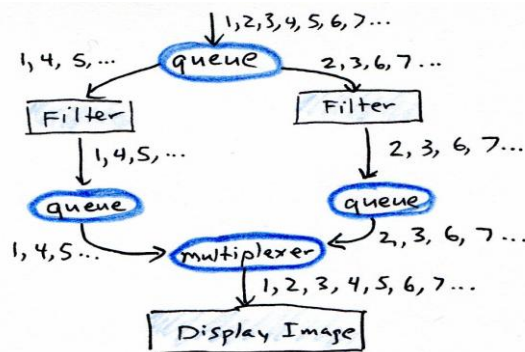 1,2,3,4,5,6,7...
1, 4, 5, ...
queue
2,3,6,7...
Filter
Filter
1,4,5, ...
2, 3, 6, 7...
queue
queue
1, 4, 5...
multiplexer
2, 3, 6, 7...
1, 2, 3, 4, 5, 6, 7...
Display Image